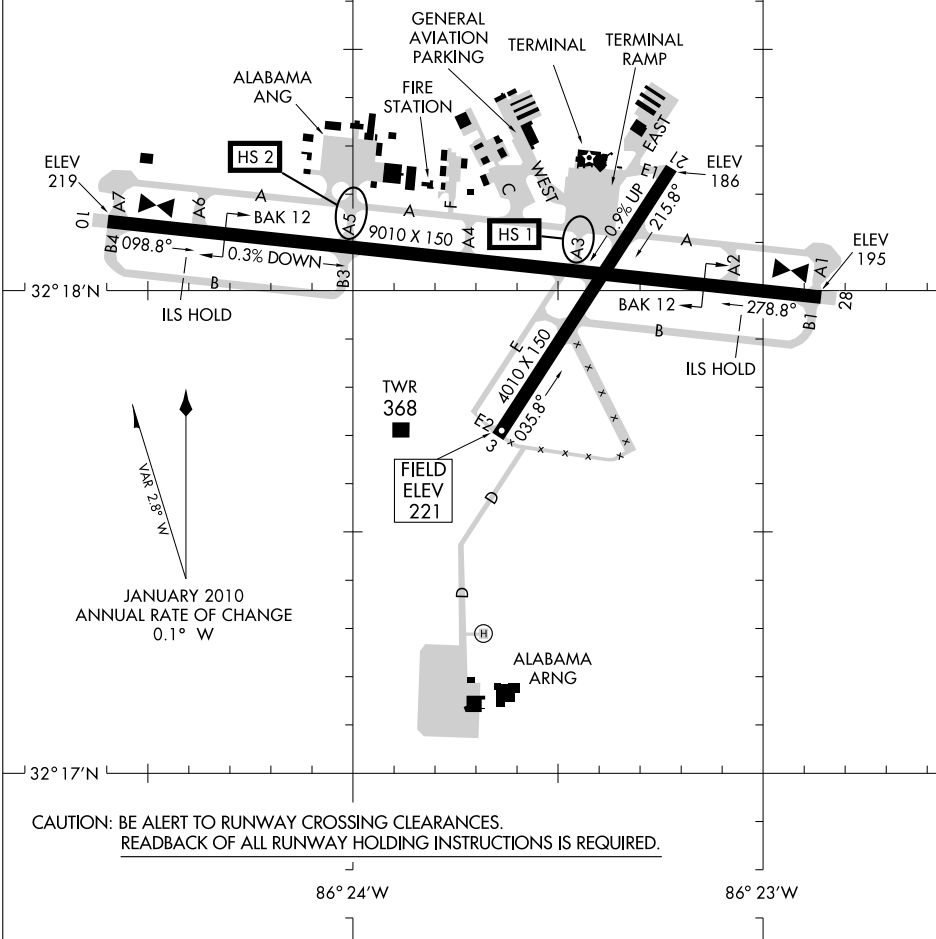 GENERAL
AVIATION
PARKING
TERMINAL
TERMINAL
RAMP
ALABAMA
ANG
FIRE
STATION
HS 2
EAST
WEST
ELEV
219
ELEV
186
21
E1
C
F
A
A
A7
A6
A5
A4
BAK 12
9010 X 150
HS 1
A3
0.9% UP
215.8°
A
A2
A1
ELEV
195
10
B4
098.8°
0.3% DOWN
B3
B
ILS HOLD
32° 18'N
BAK 12
278.8°
28
B1
B
ILS HOLD
E
4010 X 150
035.8°
E2
3
TWR
368
FIELD
ELEV
221
D
VAR 2.8° W
JANUARY 2010
ANNUAL RATE OF CHANGE
0.1° W
D
H
ALABAMA
ARNG
32° 17'N
CAUTION: BE ALERT TO RUNWAY CROSSING CLEARANCES.
READBACK OF ALL RUNWAY HOLDING INSTRUCTIONS IS REQUIRED.
86° 24'W
86° 23'W